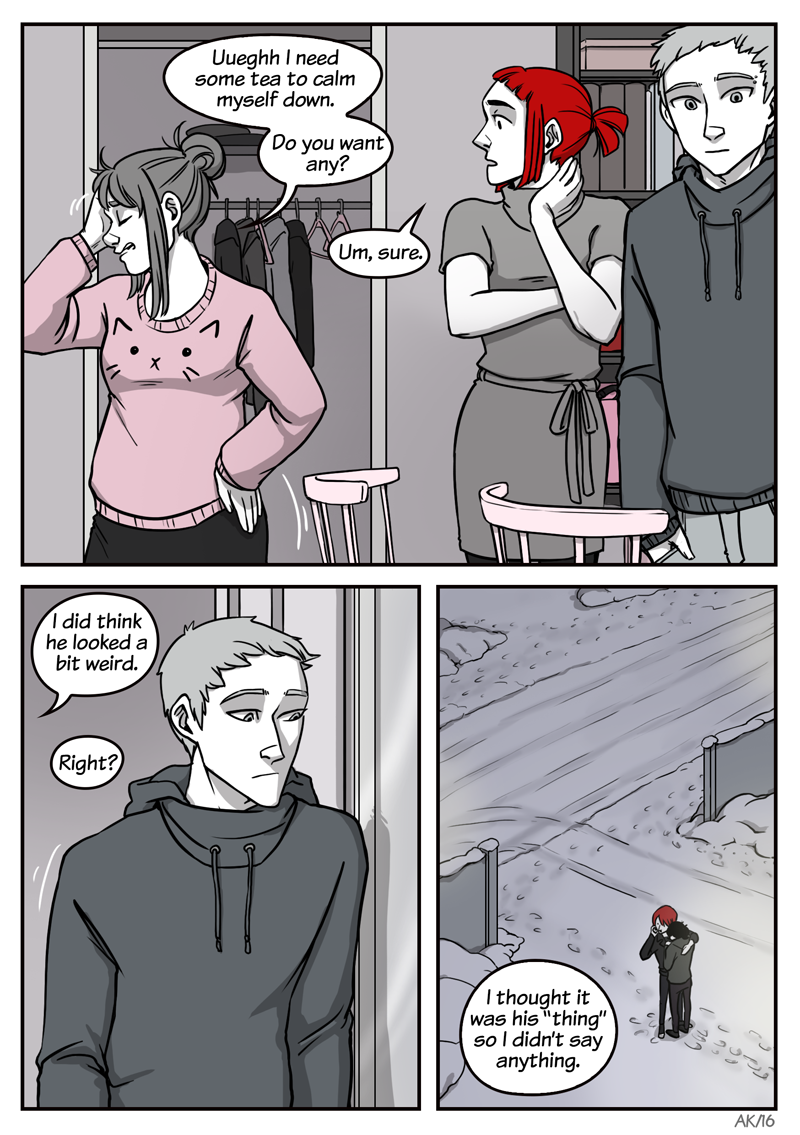 Uueghh I need
some tea to calm
myself down.
Do you want
any?
Um, sure.
I did think
he looked a
bit weird.
Right?
I thought it
was his "thing"
so I didn't say
anything.
AK/16